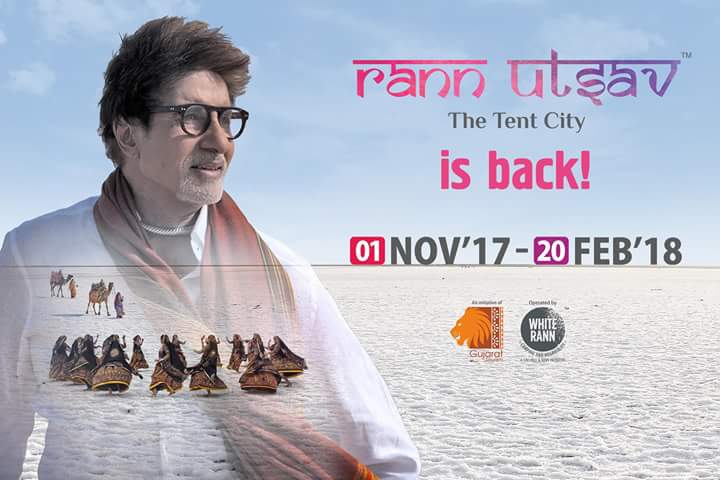 rann utsav™
The Tent City
is back!
01 NOV'17 - 20 FEB'18
An initiative of
Gujarat
Operated by
WHITE
RANN